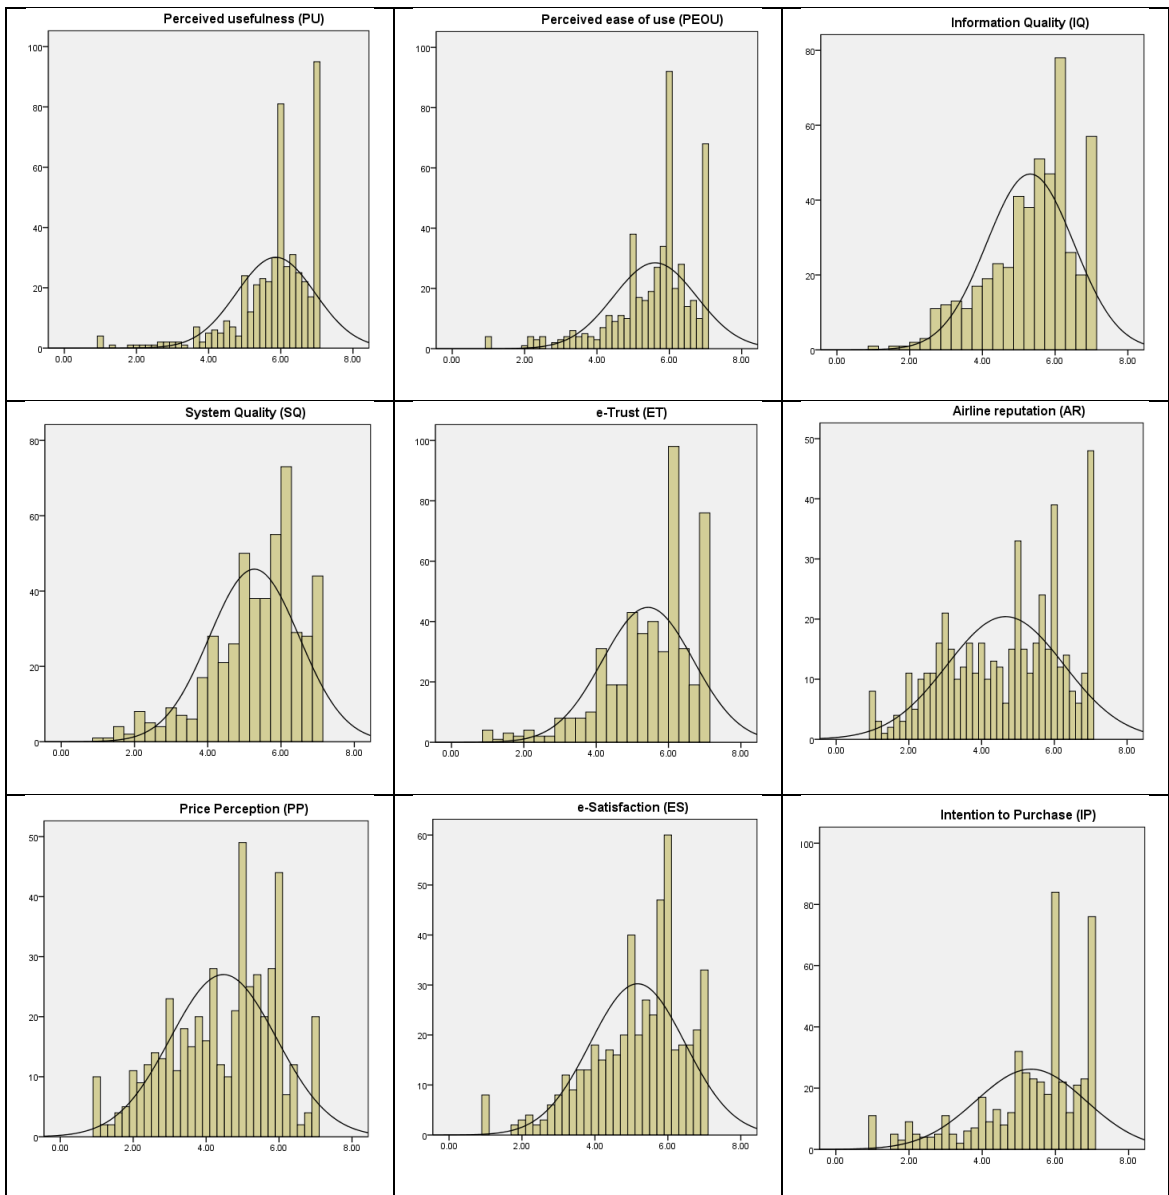 Perceived usefulness (PU)
100
80
60
40
20
0
0.00 2.00 4.00 6.00 8.00
Perceived ease of use (PEOU)
100
80
60
40
20
0
0.00 2.00 4.00 6.00 8.00
Information Quality (IQ)
80
60
40
20
0
0.00 2.00 4.00 6.00 8.00
System Quality (SQ)
80
60
40
20
0
0.00 2.00 4.00 6.00 8.00
e-Trust (ET)
100
80
60
40
20
0
0.00 2.00 4.00 6.00 8.00
Airline reputation (AR)
50
40
30
20
10
0
0.00 2.00 4.00 6.00 8.00
Price Perception (PP)
50
40
30
20
10
0
0.00 2.00 4.00 6.00 8.00
e-Satisfaction (ES)
60
50
40
30
20
10
0
0.00 2.00 4.00 6.00 8.00
Intention to Purchase (IP)
100
80
60
40
20
0
0.00 2.00 4.00 6.00 8.00